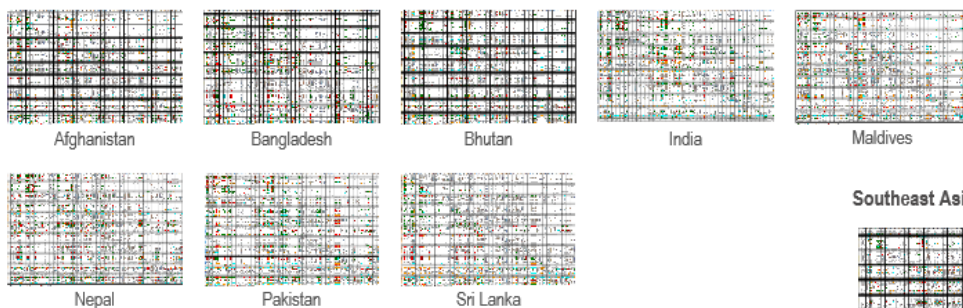 Afghanistan
Bangladesh
Bhutan
India
Maldives
Southeast Asi
Nepal
Pakistan
Sri Lanka